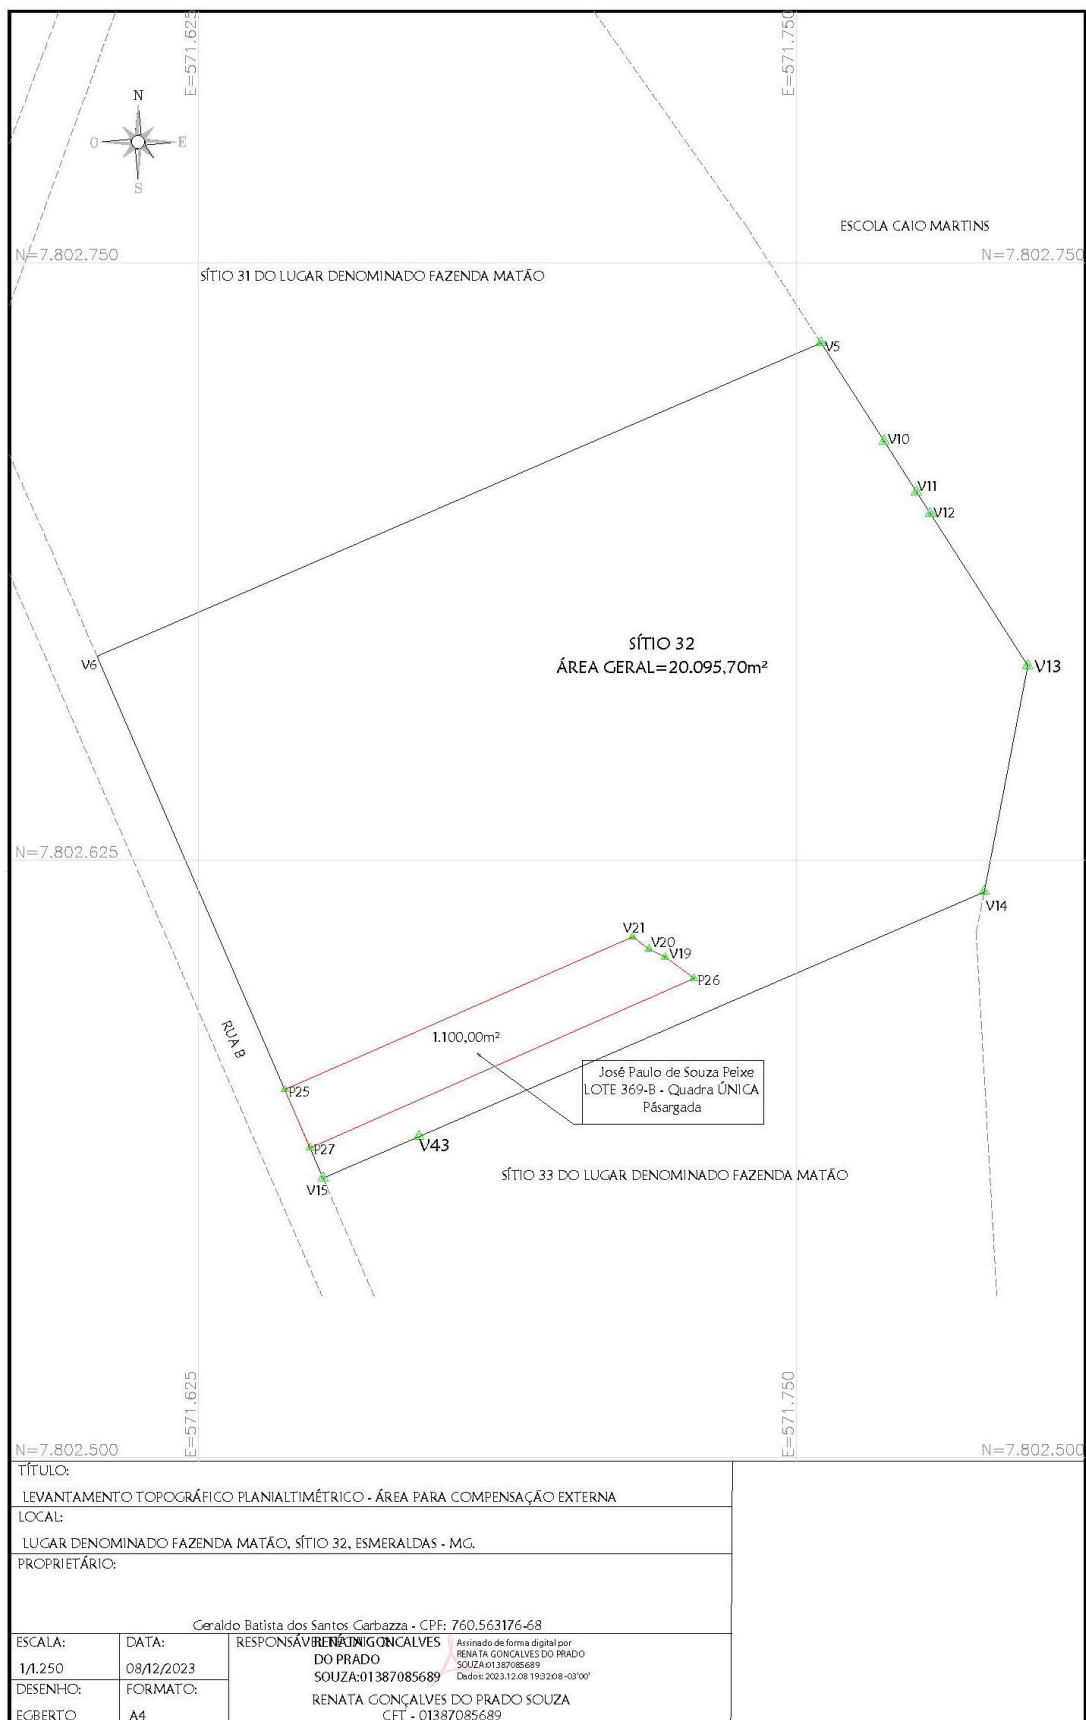 E=571.625
E=571.750
N
O
E
S
ESCOLA CAIO MARTINS
N=7.802.750
N=7.802.750
SÍTIO 31 DO LUGAR DENOMINADO FAZENDA MATÃO
V5
V10
V11
V12
SÍTIO 32
ÁREA GERAL=20.095,70m²
V6
V13
N=7.802.625
V14
V21
V20
V19
P26
RUA B
1.100,00m²
José Paulo de Souza Peixe
LOTE 369-B - Quadra ÚNICA
Pásargada
P25
P27
V43
V15
SÍTIO 33 DO LUGAR DENOMINADO FAZENDA MATÃO
E=571.625
E=571.750
N=7.802.500
N=7.802.500
TÍTULO:
LEVANTAMENTO TOPOGRÁFICO PLANIALTIMÉTRICO - ÁREA PARA COMPENSAÇÃO EXTERNA
LOCAL:
LUGAR DENOMINADO FAZENDA MATÃO, SÍTIO 32, ESMERALDAS - MG.
PROPRIETÁRIO:
Geraldo Batista dos Santos Garbazza - CPF: 760.563176-68
ESCALA:
1/1.250
DATA:
08/12/2023
RENATA GONCALVES
DO PRADO
SOUZA:01387085689
Assinado de forma digital por
RENATA GONCALVES DO PRADO
SOUZA:01387085689
Dados: 2023.12.08 19:32:08 -03'00'
DESENHO:
EGBERTO
FORMATO:
A4
RENATA GONÇALVES DO PRADO SOUZA
CFT - 01387085689